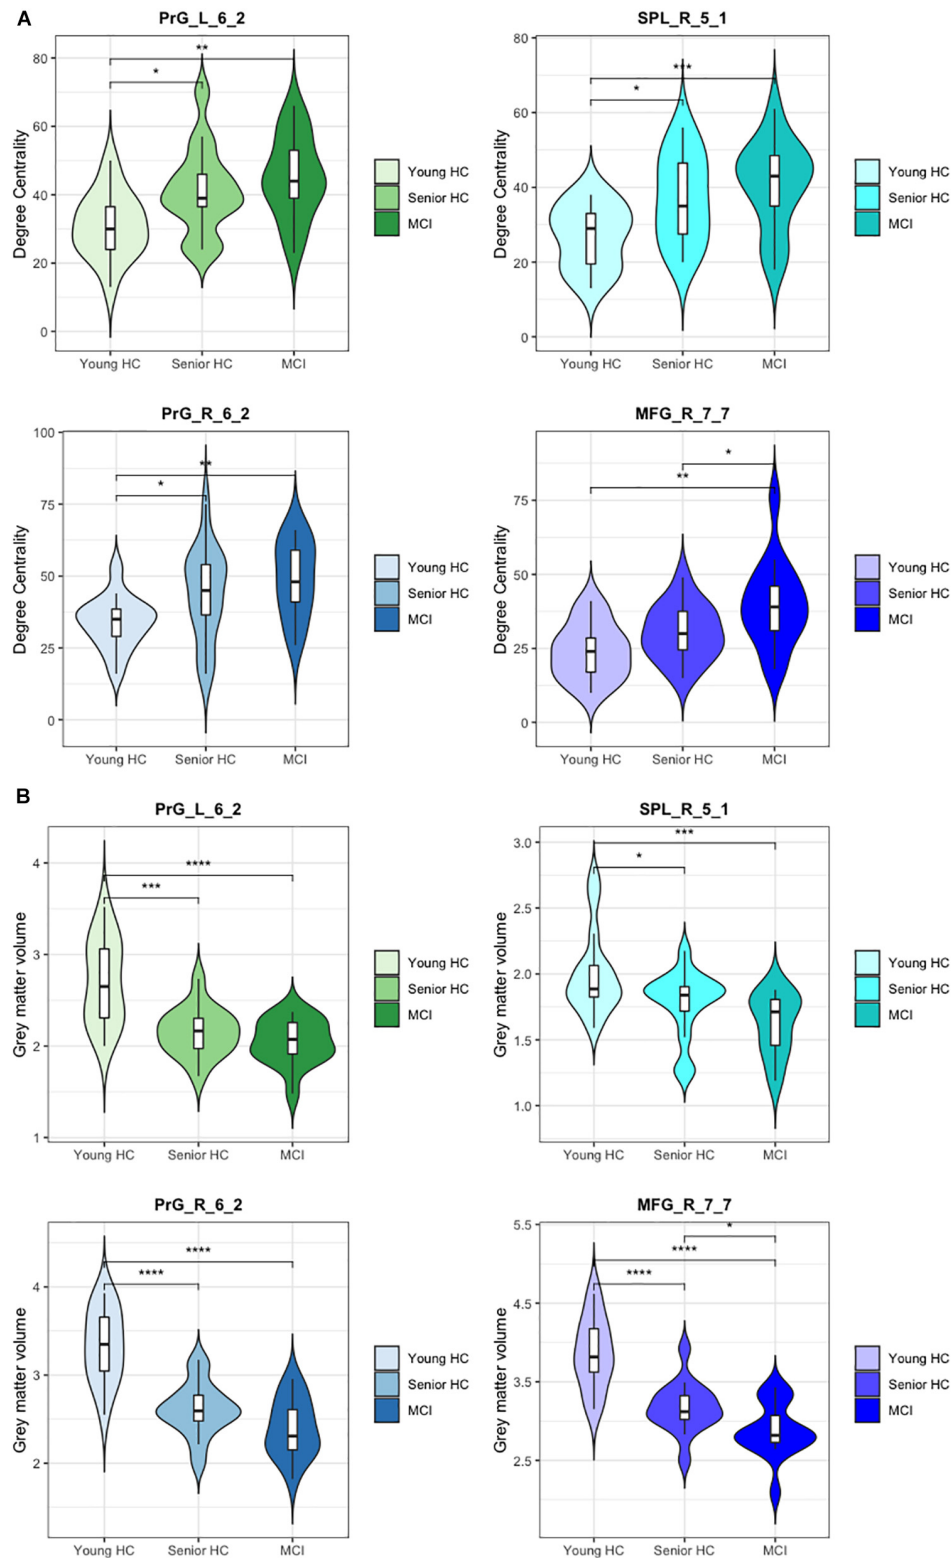 A
PrG_L_6_2
Degree Centrality
80
60
40
20
0
**
*
Young HC
Senior HC
MCI
Young HC
Senior HC
MCI
SPL_R_5_1
Degree Centrality
80
60
40
20
0
***
*
Young HC
Senior HC
MCI
Young HC
Senior HC
MCI
PrG_R_6_2
Degree Centrality
100
75
50
25
0
**
*
Young HC
Senior HC
MCI
Young HC
Senior HC
MCI
MFG_R_7_7
Degree Centrality
75
50
25
0
*
**
Young HC
Senior HC
MCI
Young HC
Senior HC
MCI
B
PrG_L_6_2
Grey matter volume
4
3
2
1
****
***
Young HC
Senior HC
MCI
Young HC
Senior HC
MCI
SPL_R_5_1
Grey matter volume
3.0
2.5
2.0
1.5
1.0
***
*
Young HC
Senior HC
MCI
Young HC
Senior HC
MCI
PrG_R_6_2
Grey matter volume
4
3
2
****
****
Young HC
Senior HC
MCI
Young HC
Senior HC
MCI
MFG_R_7_7
Grey matter volume
5.5
4.5
3.5
2.5
*
****
****
Young HC
Senior HC
MCI
Young HC
Senior HC
MCI